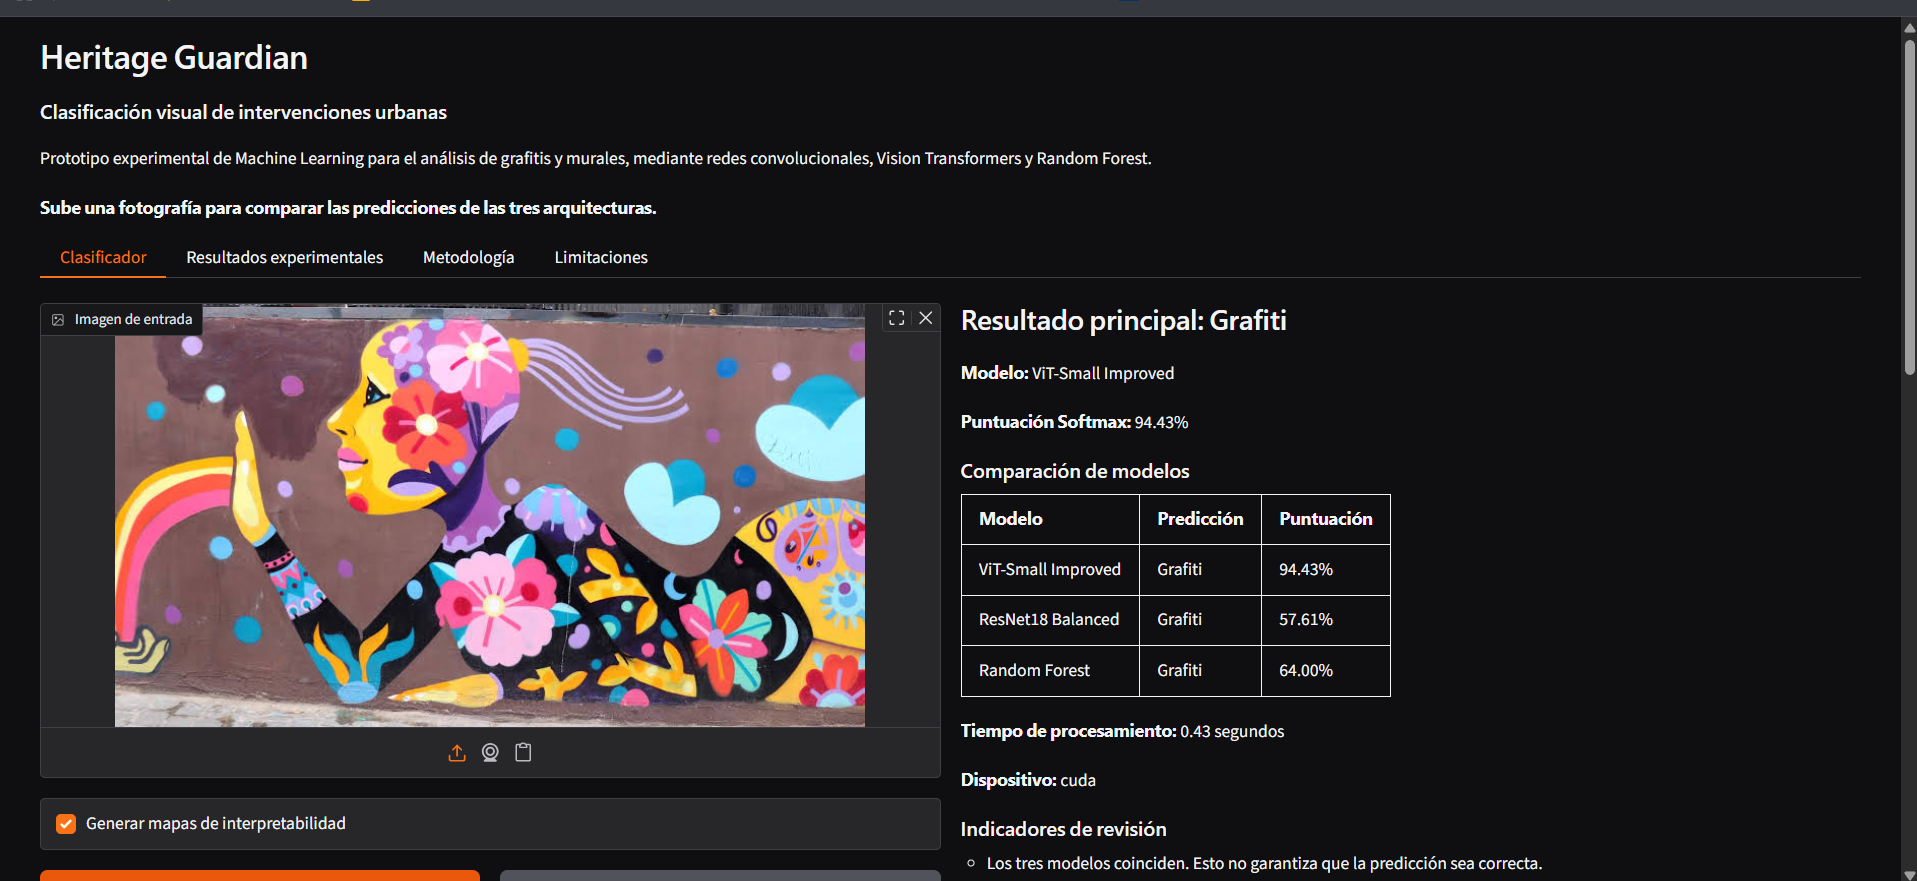 Heritage Guardian
Clasificación visual de intervenciones urbanas
Prototipo experimental de Machine Learning para el análisis de grafitis y murales, mediante redes convolucionales, Vision Transformers y Random Forest.
Sube una fotografía para comparar las predicciones de las tres arquitecturas.
Clasificador Resultados experimentales Metodología Limitaciones
Imagen de entrada
Resultado principal: Grafiti
Modelo: ViT-Small Improved
Puntuación Softmax: 94.43%
Comparación de modelos
Modelo Predicción Puntuación
ViT-Small Improved Grafiti 94.43%
ResNet18 Balanced Grafiti 57.61%
Random Forest Grafiti 64.00%
Tiempo de procesamiento: 0.43 segundos
Dispositivo: cuda
Generar mapas de interpretabilidad
Indicadores de revisión
Los tres modelos coinciden. Esto no garantiza que la predicción sea correcta.